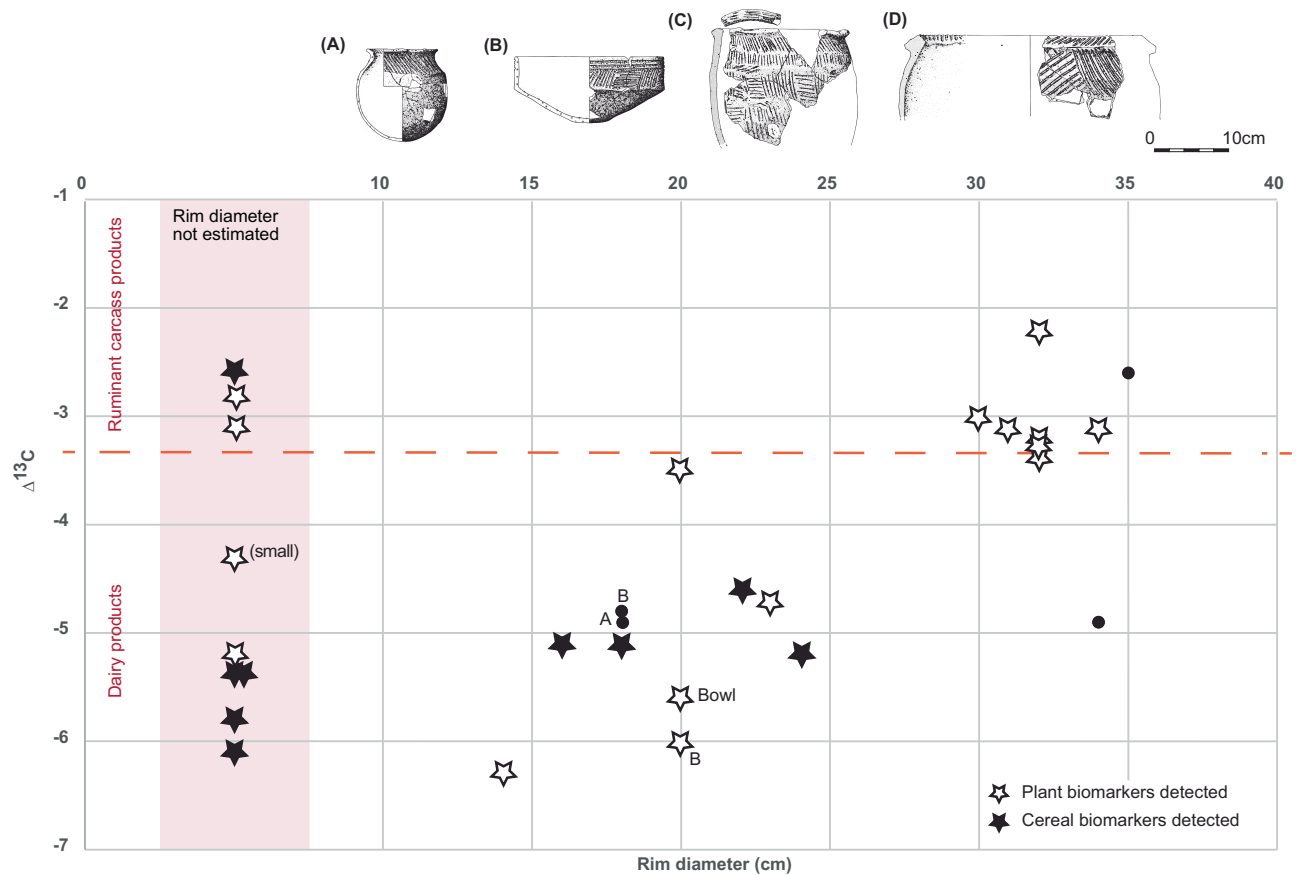 (A)
(B)
(C)
(D)
0 10cm
0 10 15 20 25 30 35 40
-1
Rim diameter
not estimated
Ruminant carcass products
-2
-3
Δ13C
-4
(small)
Dairy products
B
A
-5
Bowl
-6
B
Plant biomarkers detected
Cereal biomarkers detected
-7
Rim diameter (cm)